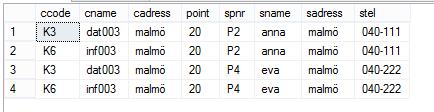 ccode cname cadress point spnr sname sadress stel
1 K3 dat003 malmö 20 P2 anna malmö 040-111
2 K6 inf003 malmö 20 P2 anna malmö 040-111
3 K3 dat003 malmö 20 P4 eva malmö 040-222
4 K6 inf003 malmö 20 P4 eva malmö 040-222